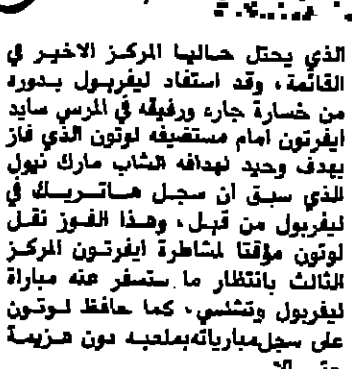 الذي يحتل حاليا المركز الاخير في
القائمة، وقد استفاد ليفربول بدوره
من خسارة جاره ورفيقه في المرسي سايد
ايفرتون امام مستضيفه لوتون الذي فاز
بهدف وحيد لهدافه الشاب مارك نيول
الذي سبق ان سجل هاتريك في
ليفربول من قبل، وهذا الفوز نقل
لوتون مؤقتا لمشاطرة ايفرتون المركز
الثالث بانتظار ما ستسفر عنه مباراة
ليفربول وتشلسي، كما حافظ لوتون
على سجل مبارياته بملعبه دون هزيمة